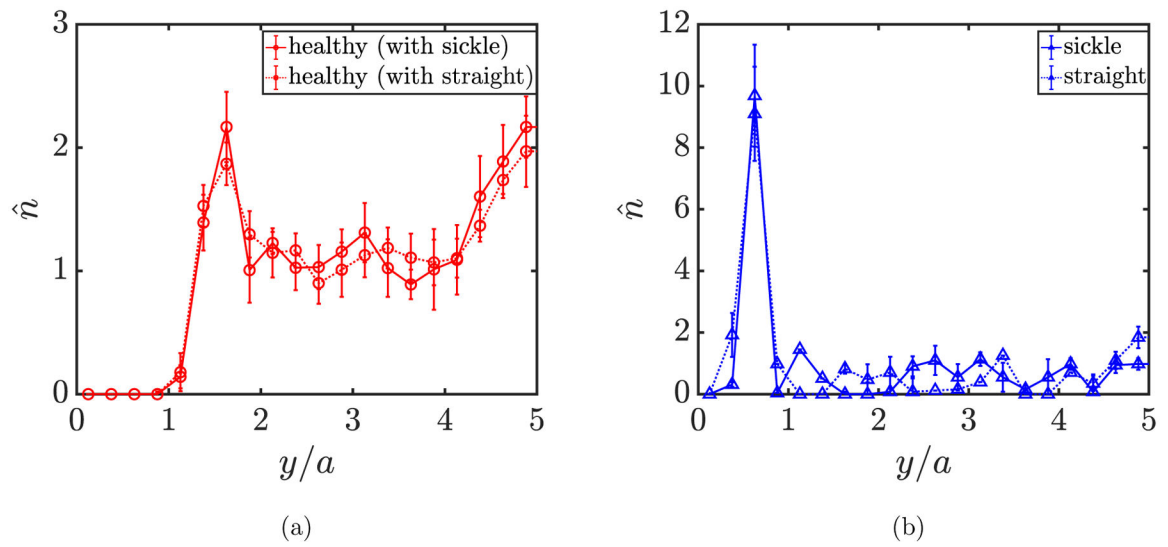 3
2
1
0
0 1 2 3 4 5
n̂
y/a
healthy (with sickle)
healthy (with straight)
(a)
12
10
8
6
4
2
0
0 1 2 3 4 5
n̂
y/a
sickle
straight
(b)